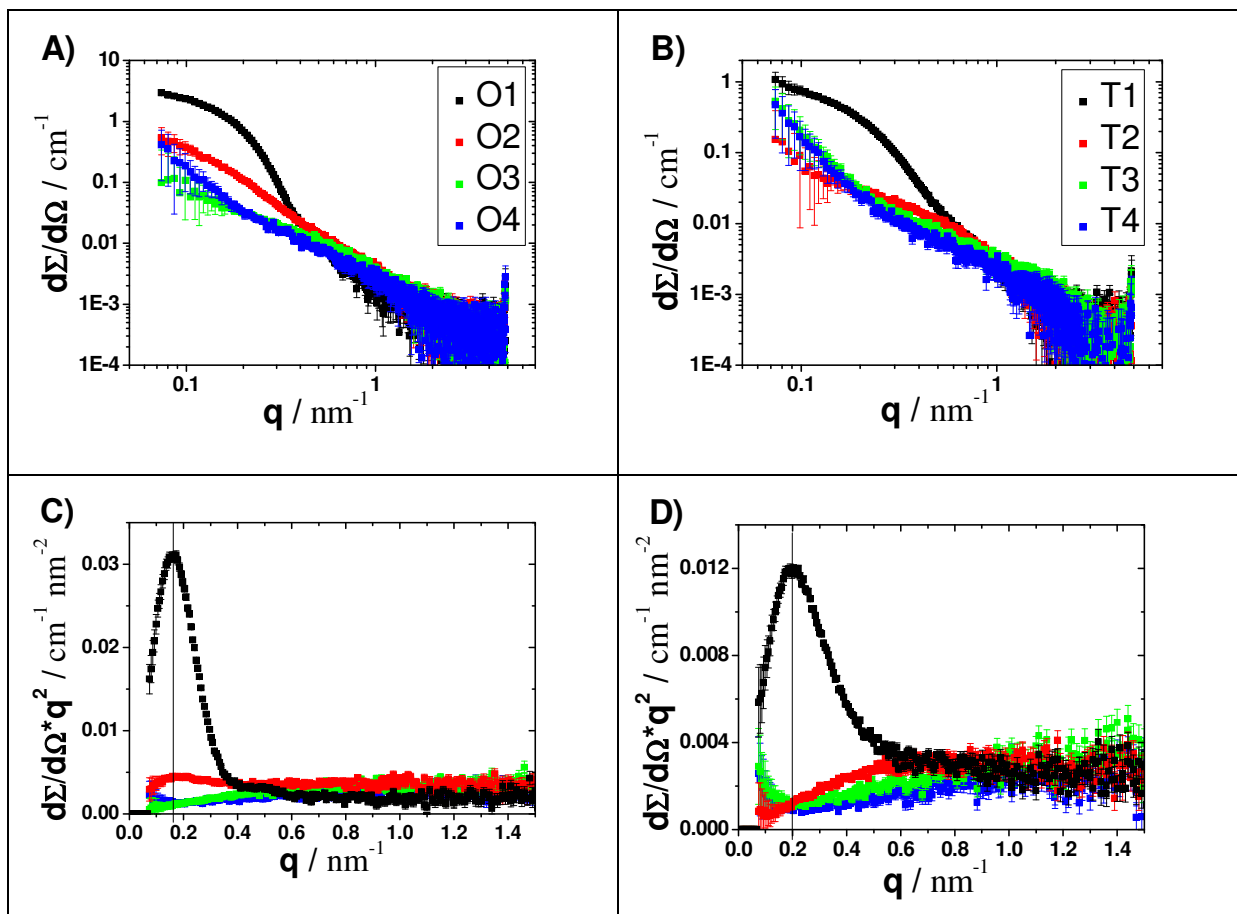 A)
10
1
0.1
0.01
1E-3
1E-4
0.1
1
dΣ/dΩ / cm⁻¹
q / nm⁻¹
O1
O2
O3
O4
B)
1
0.1
0.01
1E-3
1E-4
0.1
1
dΣ/dΩ / cm⁻¹
q / nm⁻¹
T1
T2
T3
T4
C)
0.03
0.02
0.01
0.00
0.0 0.2 0.4 0.6 0.8 1.0 1.2 1.4
dΣ/dΩ*q² / cm⁻¹ nm⁻²
q / nm⁻¹
D)
0.012
0.008
0.004
0.000
0.0 0.2 0.4 0.6 0.8 1.0 1.2 1.4
dΣ/dΩ*q² / cm⁻¹ nm⁻²
q / nm⁻¹